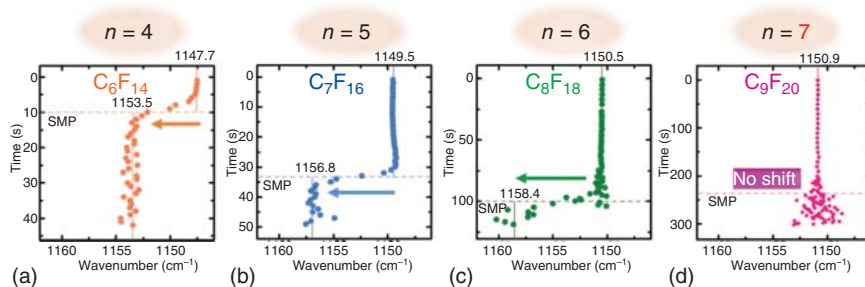 n = 4
n = 5
n = 6
n = 7
1147.7
C6F14
1153.5
SMP
Time (s)
0
10
20
30
40
1160 1155 1150
Wavenumber (cm−1)
(a)
1149.5
C7F16
1156.8
SMP
Time (s)
0
10
20
30
40
50
1160 1155 1150
Wavenumber (cm−1)
(b)
1150.5
C8F18
1158.4
SMP
Time (s)
0
50
100
1160 1155 1150
Wavenumber (cm−1)
(c)
1150.9
C9F20
No shift
SMP
Time (s)
0
100
200
300
1160 1155 1150
Wavenumber (cm−1)
(d)